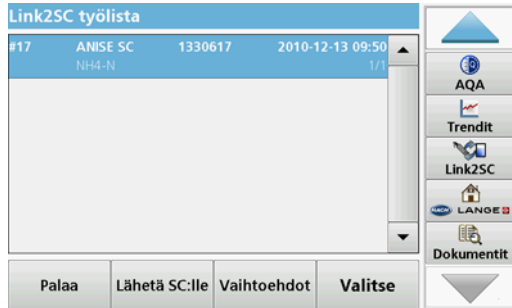 Link2SC työlista
#17 ANISE SC 1330617 2010-12-13 09:50
NH4-N 1/1
AQA
Trendit
Link2SC
HACH LANGE
Dokumentit
Palaa Lähetä SC:lle Vaihtoehdot Valitse